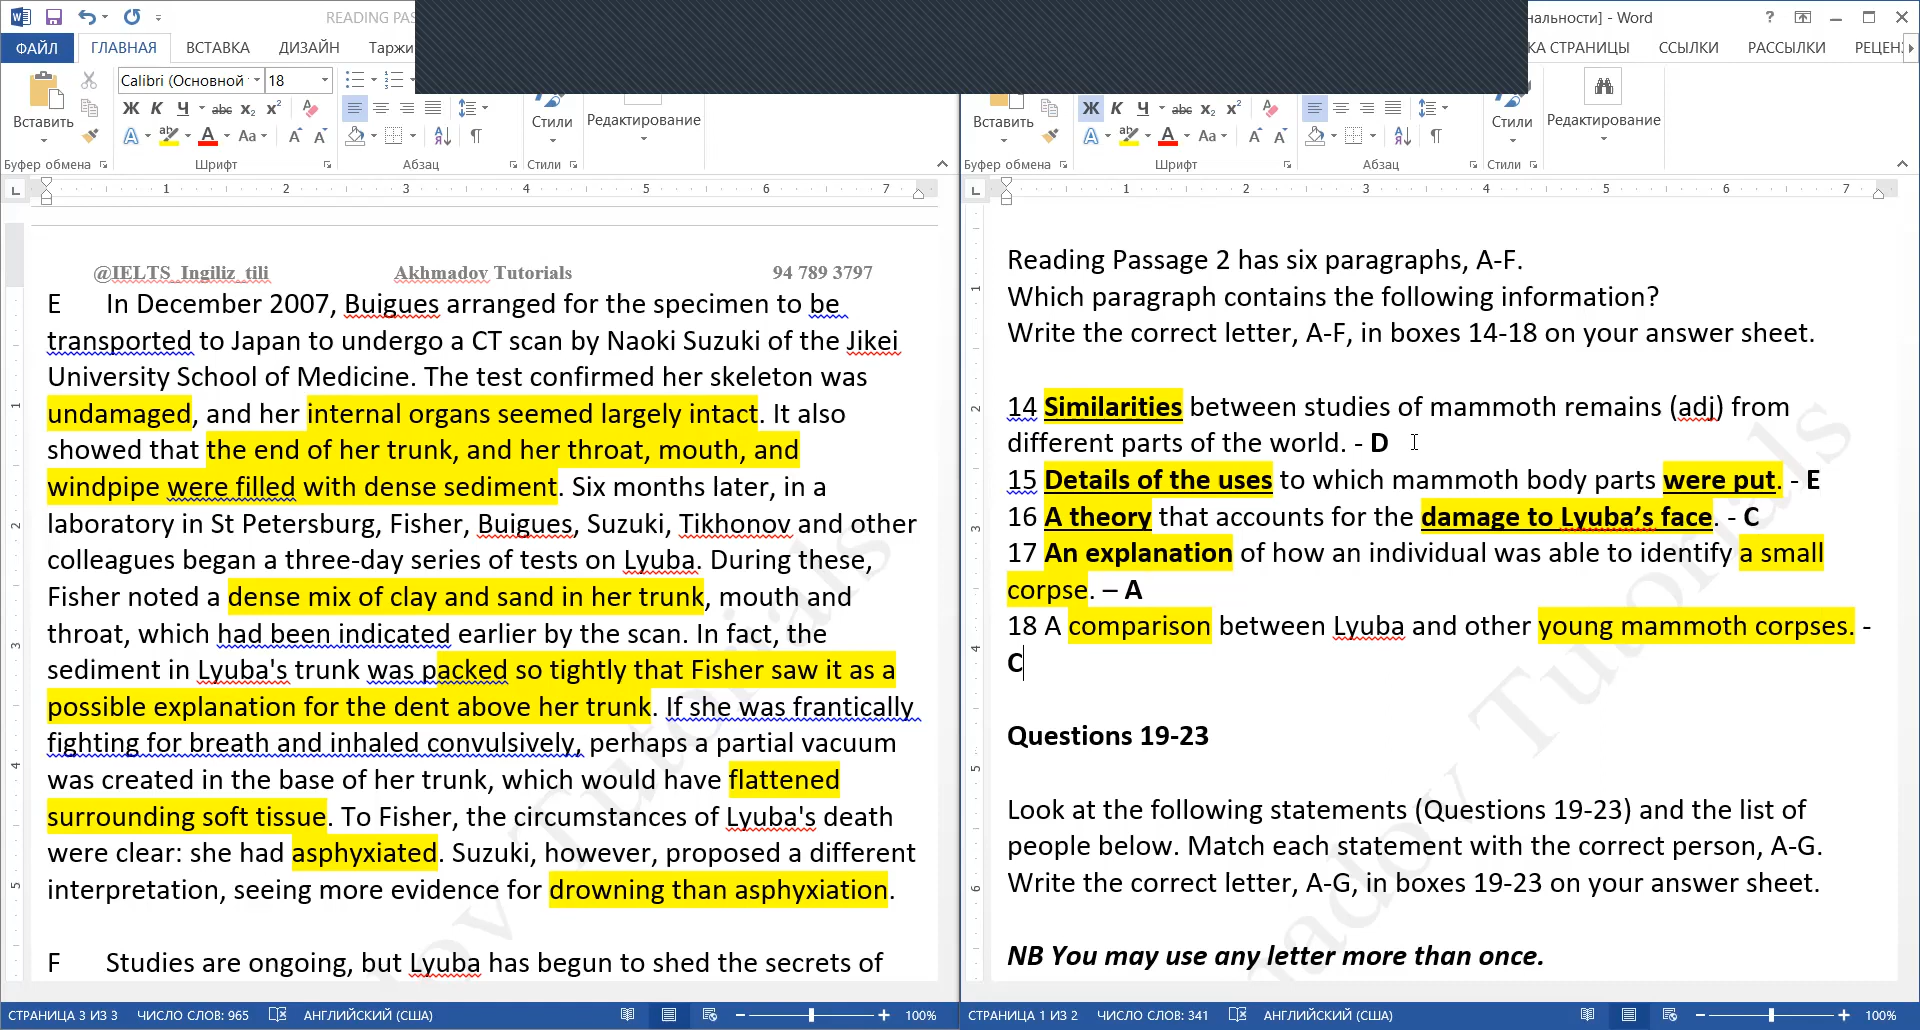 READING PAS
нальности] - Word
ФАЙЛ ГЛАВНАЯ ВСТАВКА ДИЗАЙН Таржи
КА СТРАНИЦЫ ССЫЛКИ РАССЫЛКИ РЕЦЕН
Calibri (Основной 18
Вставить
Стили
Редактирование
Буфер обмена Шрифт Абзац Стили
Вставить
Стили
Редактирование
Буфер обмена Шрифт Абзац Стили
@IELTS_Ingiliz_tili Akhmadov Tutorials 94 789 3797
E In December 2007, Buigues arranged for the specimen to be
transported to Japan to undergo a CT scan by Naoki Suzuki of the Jikei
University School of Medicine. The test confirmed her skeleton was
undamaged, and her internal organs seemed largely intact. It also
showed that the end of her trunk, and her throat, mouth, and
windpipe were filled with dense sediment. Six months later, in a
laboratory in St Petersburg, Fisher, Buigues, Suzuki, Tikhonov and other
colleagues began a three-day series of tests on Lyuba. During these,
Fisher noted a dense mix of clay and sand in her trunk, mouth and
throat, which had been indicated earlier by the scan. In fact, the
sediment in Lyuba's trunk was packed so tightly that Fisher saw it as a
possible explanation for the dent above her trunk. If she was frantically
fighting for breath and inhaled convulsively, perhaps a partial vacuum
was created in the base of her trunk, which would have flattened
surrounding soft tissue. To Fisher, the circumstances of Lyuba's death
were clear: she had asphyxiated. Suzuki, however, proposed a different
interpretation, seeing more evidence for drowning than asphyxiation.
F Studies are ongoing, but Lyuba has begun to shed the secrets of
Reading Passage 2 has six paragraphs, A-F.
Which paragraph contains the following information?
Write the correct letter, A-F, in boxes 14-18 on your answer sheet.
14 Similarities between studies of mammoth remains (adj) from
different parts of the world. - D
15 Details of the uses to which mammoth body parts were put. - E
16 A theory that accounts for the damage to Lyuba’s face. - C
17 An explanation of how an individual was able to identify a small
corpse. – A
18 A comparison between Lyuba and other young mammoth corpses. -
C
Questions 19-23
Look at the following statements (Questions 19-23) and the list of
people below. Match each statement with the correct person, A-G.
Write the correct letter, A-G, in boxes 19-23 on your answer sheet.
NB You may use any letter more than once.
СТРАНИЦА 3 ИЗ 3 ЧИСЛО СЛОВ: 965 АНГЛИЙСКИЙ (США) 100%
СТРАНИЦА 1 ИЗ 2 ЧИСЛО СЛОВ: 341 АНГЛИЙСКИЙ (США) 100%